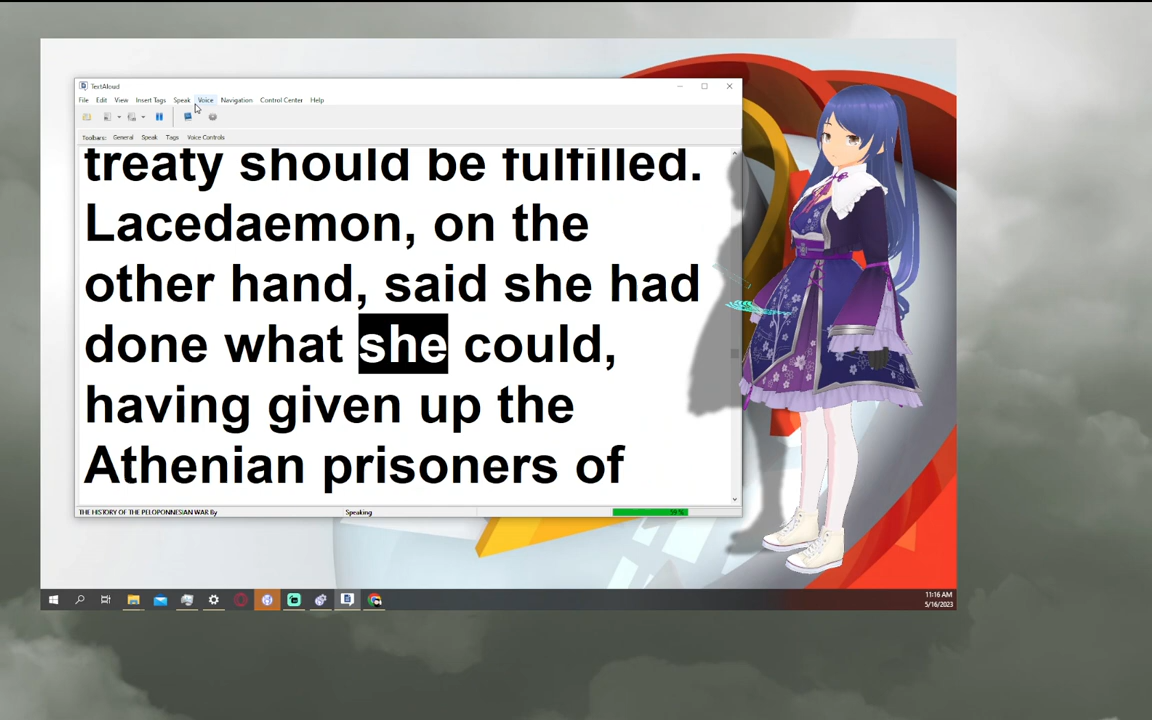 TextAloud
File Edit View Insert Tags Speak Voice Navigation Control Center Help
Toolbars: General Speak Tags Voice Controls
treaty should be fulfilled.
Lacedaemon, on the
other hand, said she had
done what she could,
having given up the
Athenian prisoners of
THE HISTORY OF THE PELOPONNESIAN WAR By Speaking 59 %
11:16 AM
5/16/2023